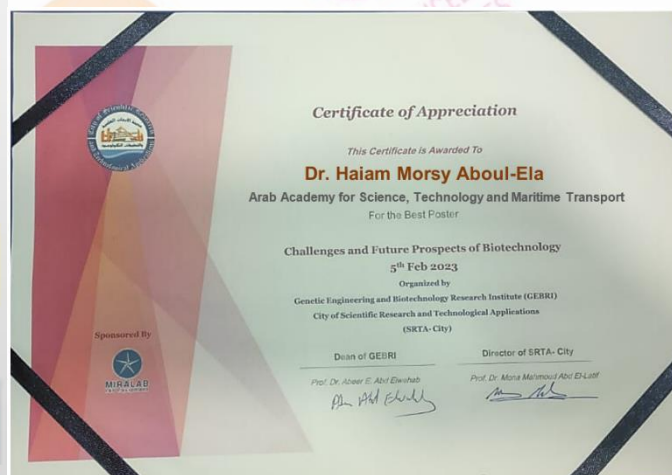 Certificate of Appreciation
This Certificate is Awarded To
Dr. Haiam Morsy Aboul-Ela
Arab Academy for Science, Technology and Maritime Transport
For the Best Poster
Challenges and Future Prospects of Biotechnology
5th Feb 2023
Organized by
Genetic Engineering and Biotechnology Research Institute (GEBRI)
City of Scientific Research and Technological Applications
(SRTA- City)
Sponsored By
MIRALAB
Dean of GEBRI
Director of SRTA- City
Prof. Dr. Abeer E. Abd Elwahab
Prof. Dr. Mona Mahmoud Abd El-Latif